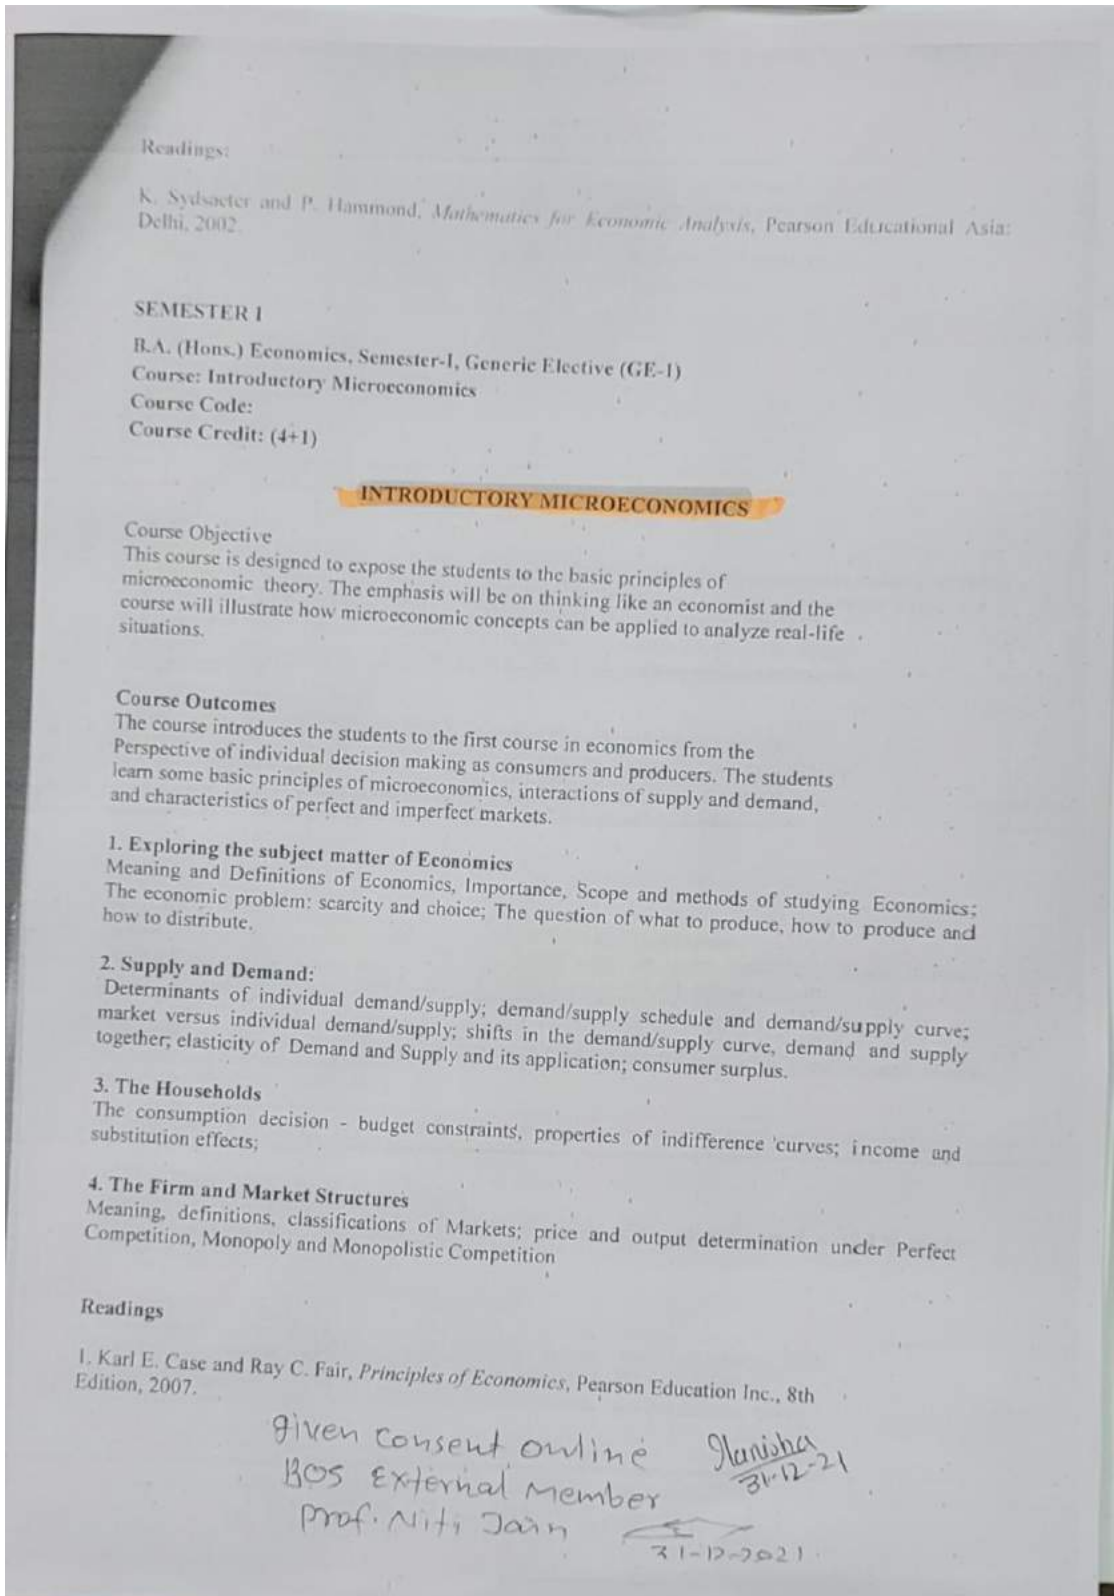 Readings:
K. Sydsaeter and P. Hammond, Mathematics for Economic Analysis, Pearson Educational Asia:
Delhi, 2002.
SEMESTER I
B.A. (Hons.) Economics, Semester-I, Generic Elective (GE-1)
Course: Introductory Microeconomics
Course Code:
Course Credit: (4+1)
INTRODUCTORY MICROECONOMICS
Course Objective
This course is designed to expose the students to the basic principles of
microeconomic theory. The emphasis will be on thinking like an economist and the
course will illustrate how microeconomic concepts can be applied to analyze real-life
situations.
Course Outcomes
The course introduces the students to the first course in economics from the
Perspective of individual decision making as consumers and producers. The students
learn some basic principles of microeconomics, interactions of supply and demand,
and characteristics of perfect and imperfect markets.
1. Exploring the subject matter of Economics
Meaning and Definitions of Economics, Importance, Scope and methods of studying Economics;
The economic problem: scarcity and choice; The question of what to produce, how to produce and
how to distribute.
2. Supply and Demand:
Determinants of individual demand/supply; demand/supply schedule and demand/supply curve;
market versus individual demand/supply; shifts in the demand/supply curve, demand and supply
together; elasticity of Demand and Supply and its application; consumer surplus.
3. The Households
The consumption decision - budget constraints, properties of indifference curves; income and
substitution effects;
4. The Firm and Market Structures
Meaning, definitions, classifications of Markets; price and output determination under Perfect
Competition, Monopoly and Monopolistic Competition
Readings
1. Karl E. Case and Ray C. Fair, Principles of Economics, Pearson Education Inc., 8th
Edition, 2007.
given consent online
BOS External Member
Prof. Niti Jain
Manisha
31-12-21
31-12-2021